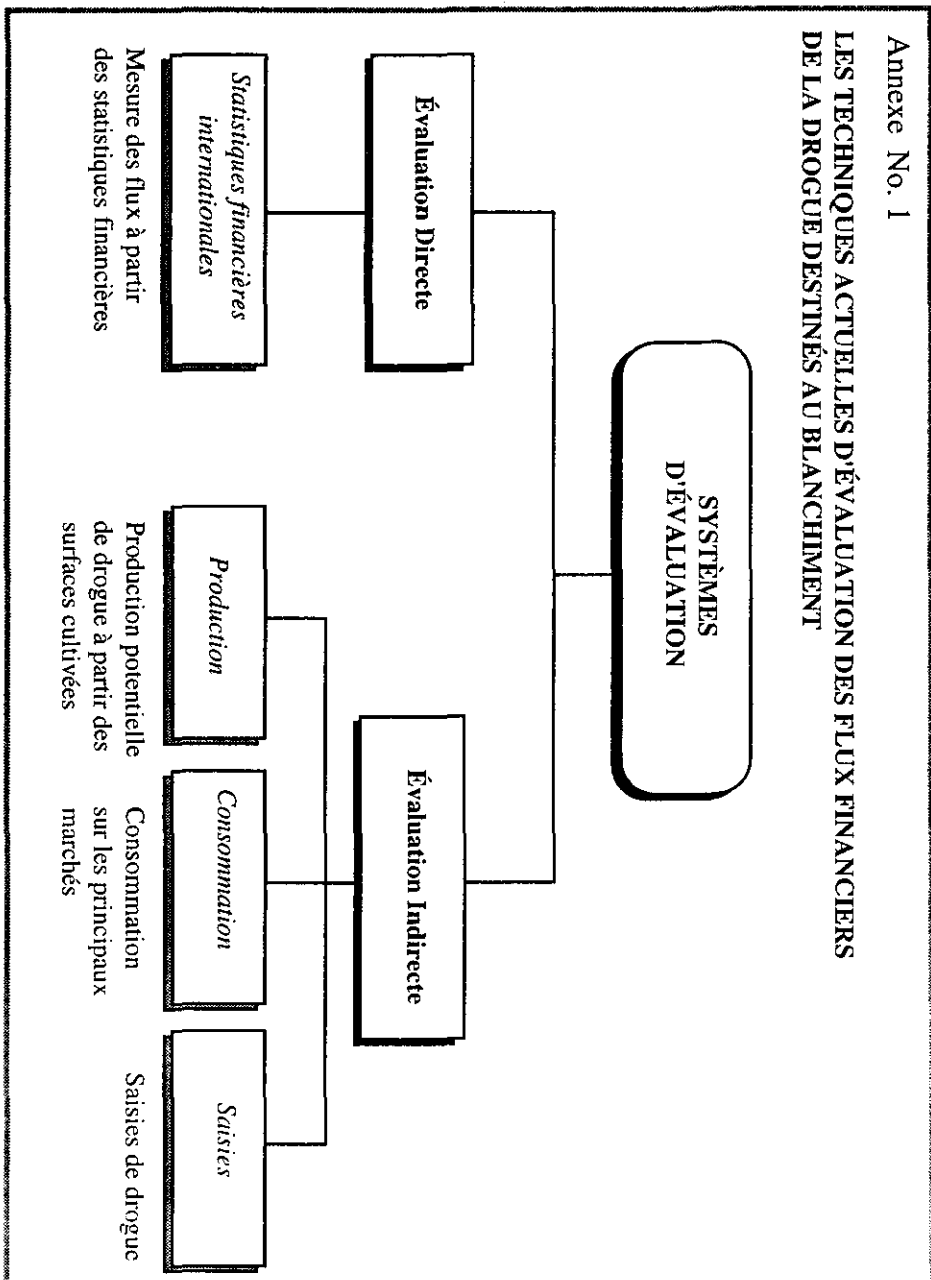 Annexe No. 1
LES TECHNIQUES ACTUELLES D'ÉVALUATION DES FLUX FINANCIERS
DE LA DROGUE DESTINÉS AU BLANCHIMENT
SYSTÈMES
D'ÉVALUATION
Évaluation Directe
Évaluation Indirecte
Statistiques financières
internationales
Production
Consommation
Saisies
Mesure des flux à partir
des statistiques financières
Production potentielle
de drogue à partir des
surfaces cultivées
Consommation
sur les principaux
marchés
Saisies de drogue